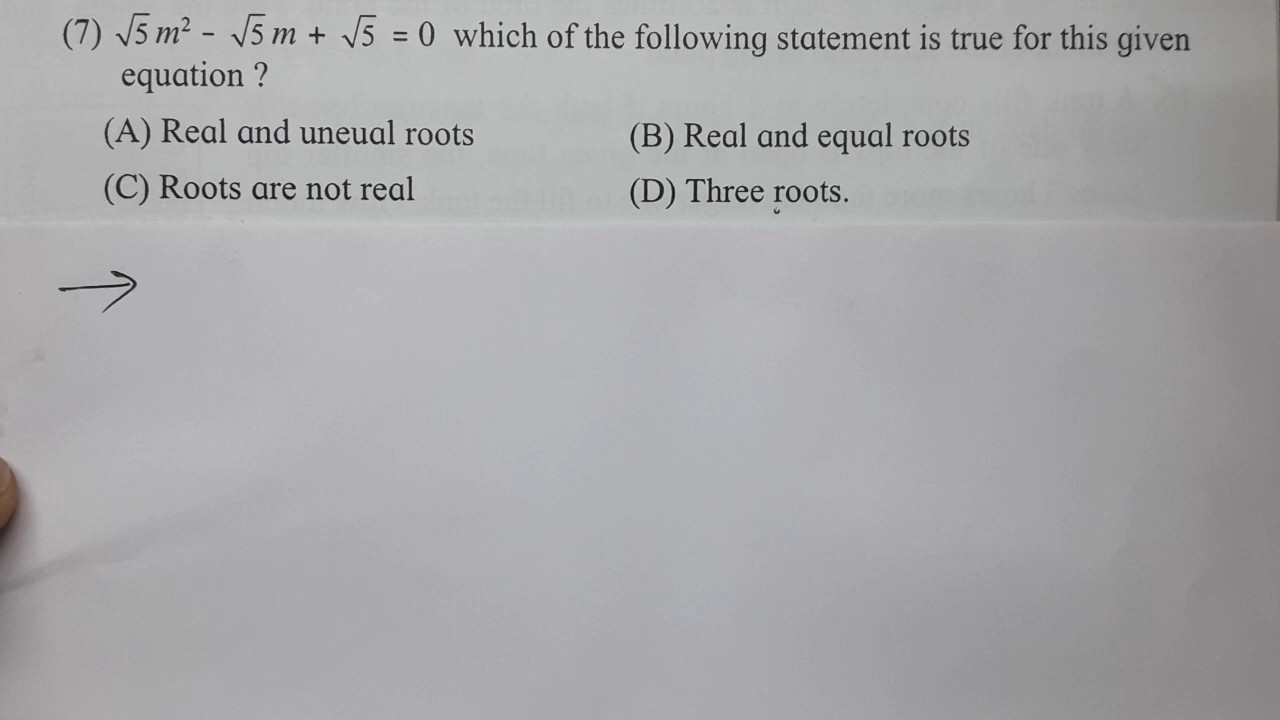 (7) √5 m² - √5 m + √5 = 0 which of the following statement is true for this given
equation ?
(A) Real and uneual roots (B) Real and equal roots
(C) Roots are not real (D) Three roots.
→